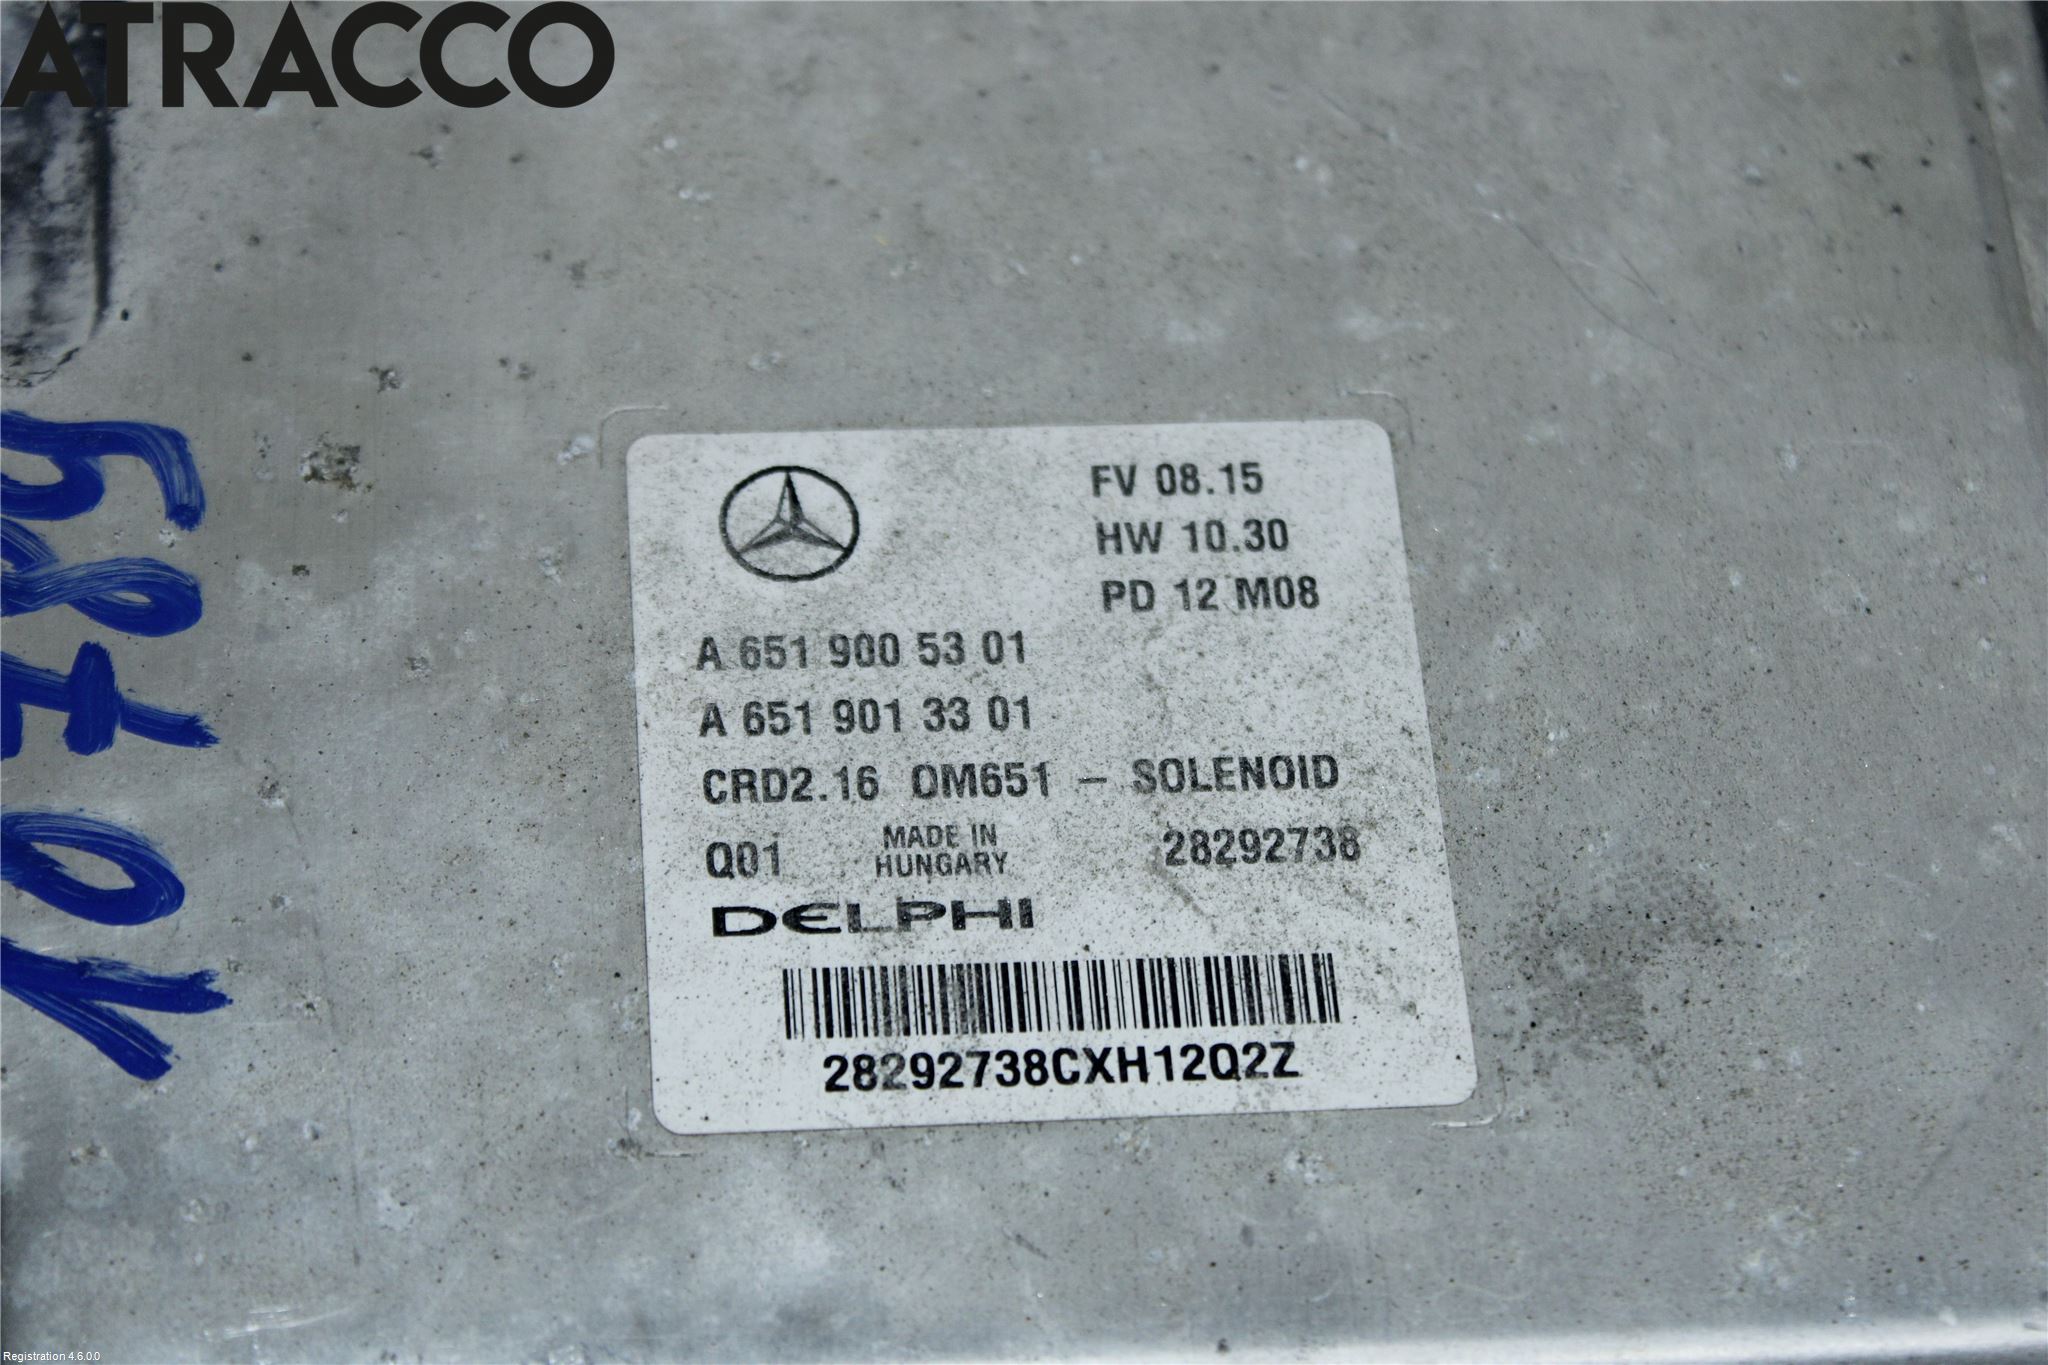 ATRACCO
FV 08.15
HW 10.30
PD 12 M08
A 651 900 53 01
A 651 901 33 01
CRD2.16 OM651 - SOLENOID
Q01 MADE IN HUNGARY 28292738
DELPHI
28292738CXH12Q2Z
Registration 4.6.0.0